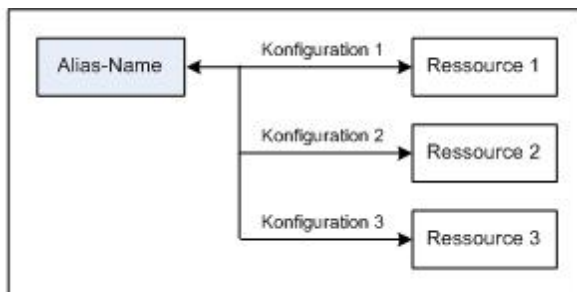 Alias-Name
Konfiguration 1
Ressource 1
Konfiguration 2
Ressource 2
Konfiguration 3
Ressource 3